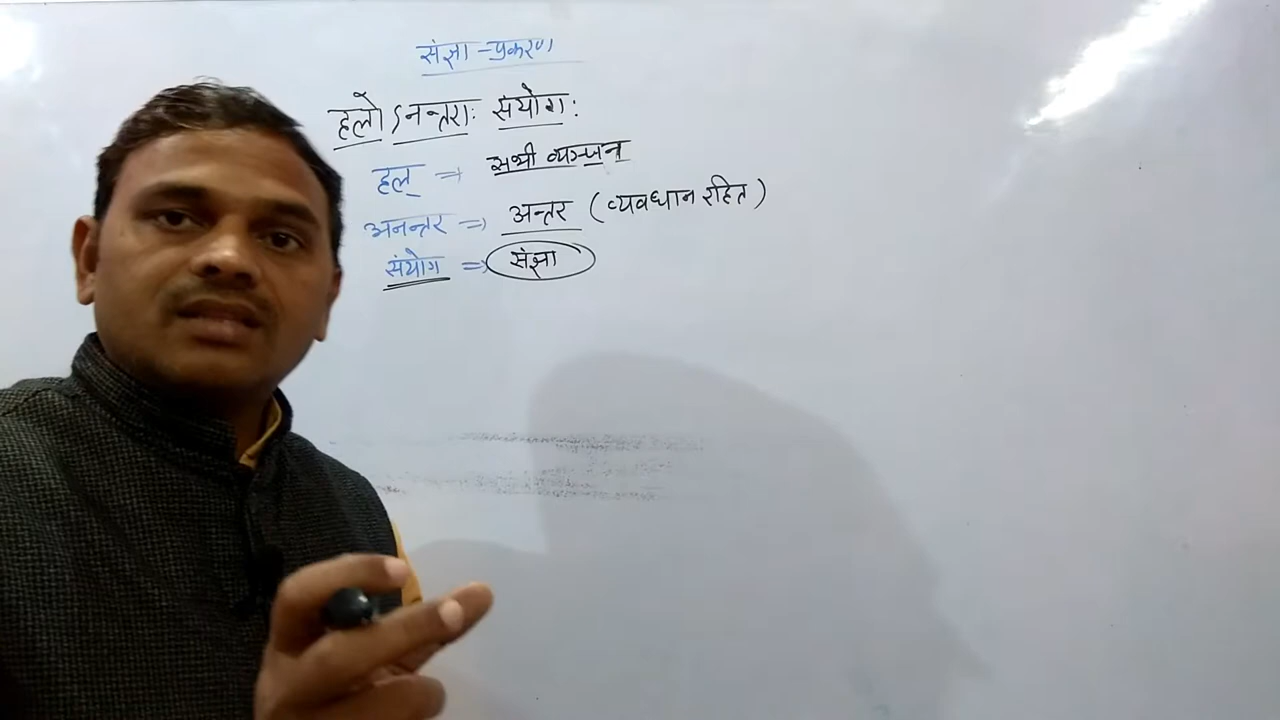 संज्ञा -प्रकरण
हलोऽनन्तराः संयोगः
हल् => सभी व्यञ्जन
अनन्तर => अन्तर (व्यवधान रहित)
संयोग => संज्ञा